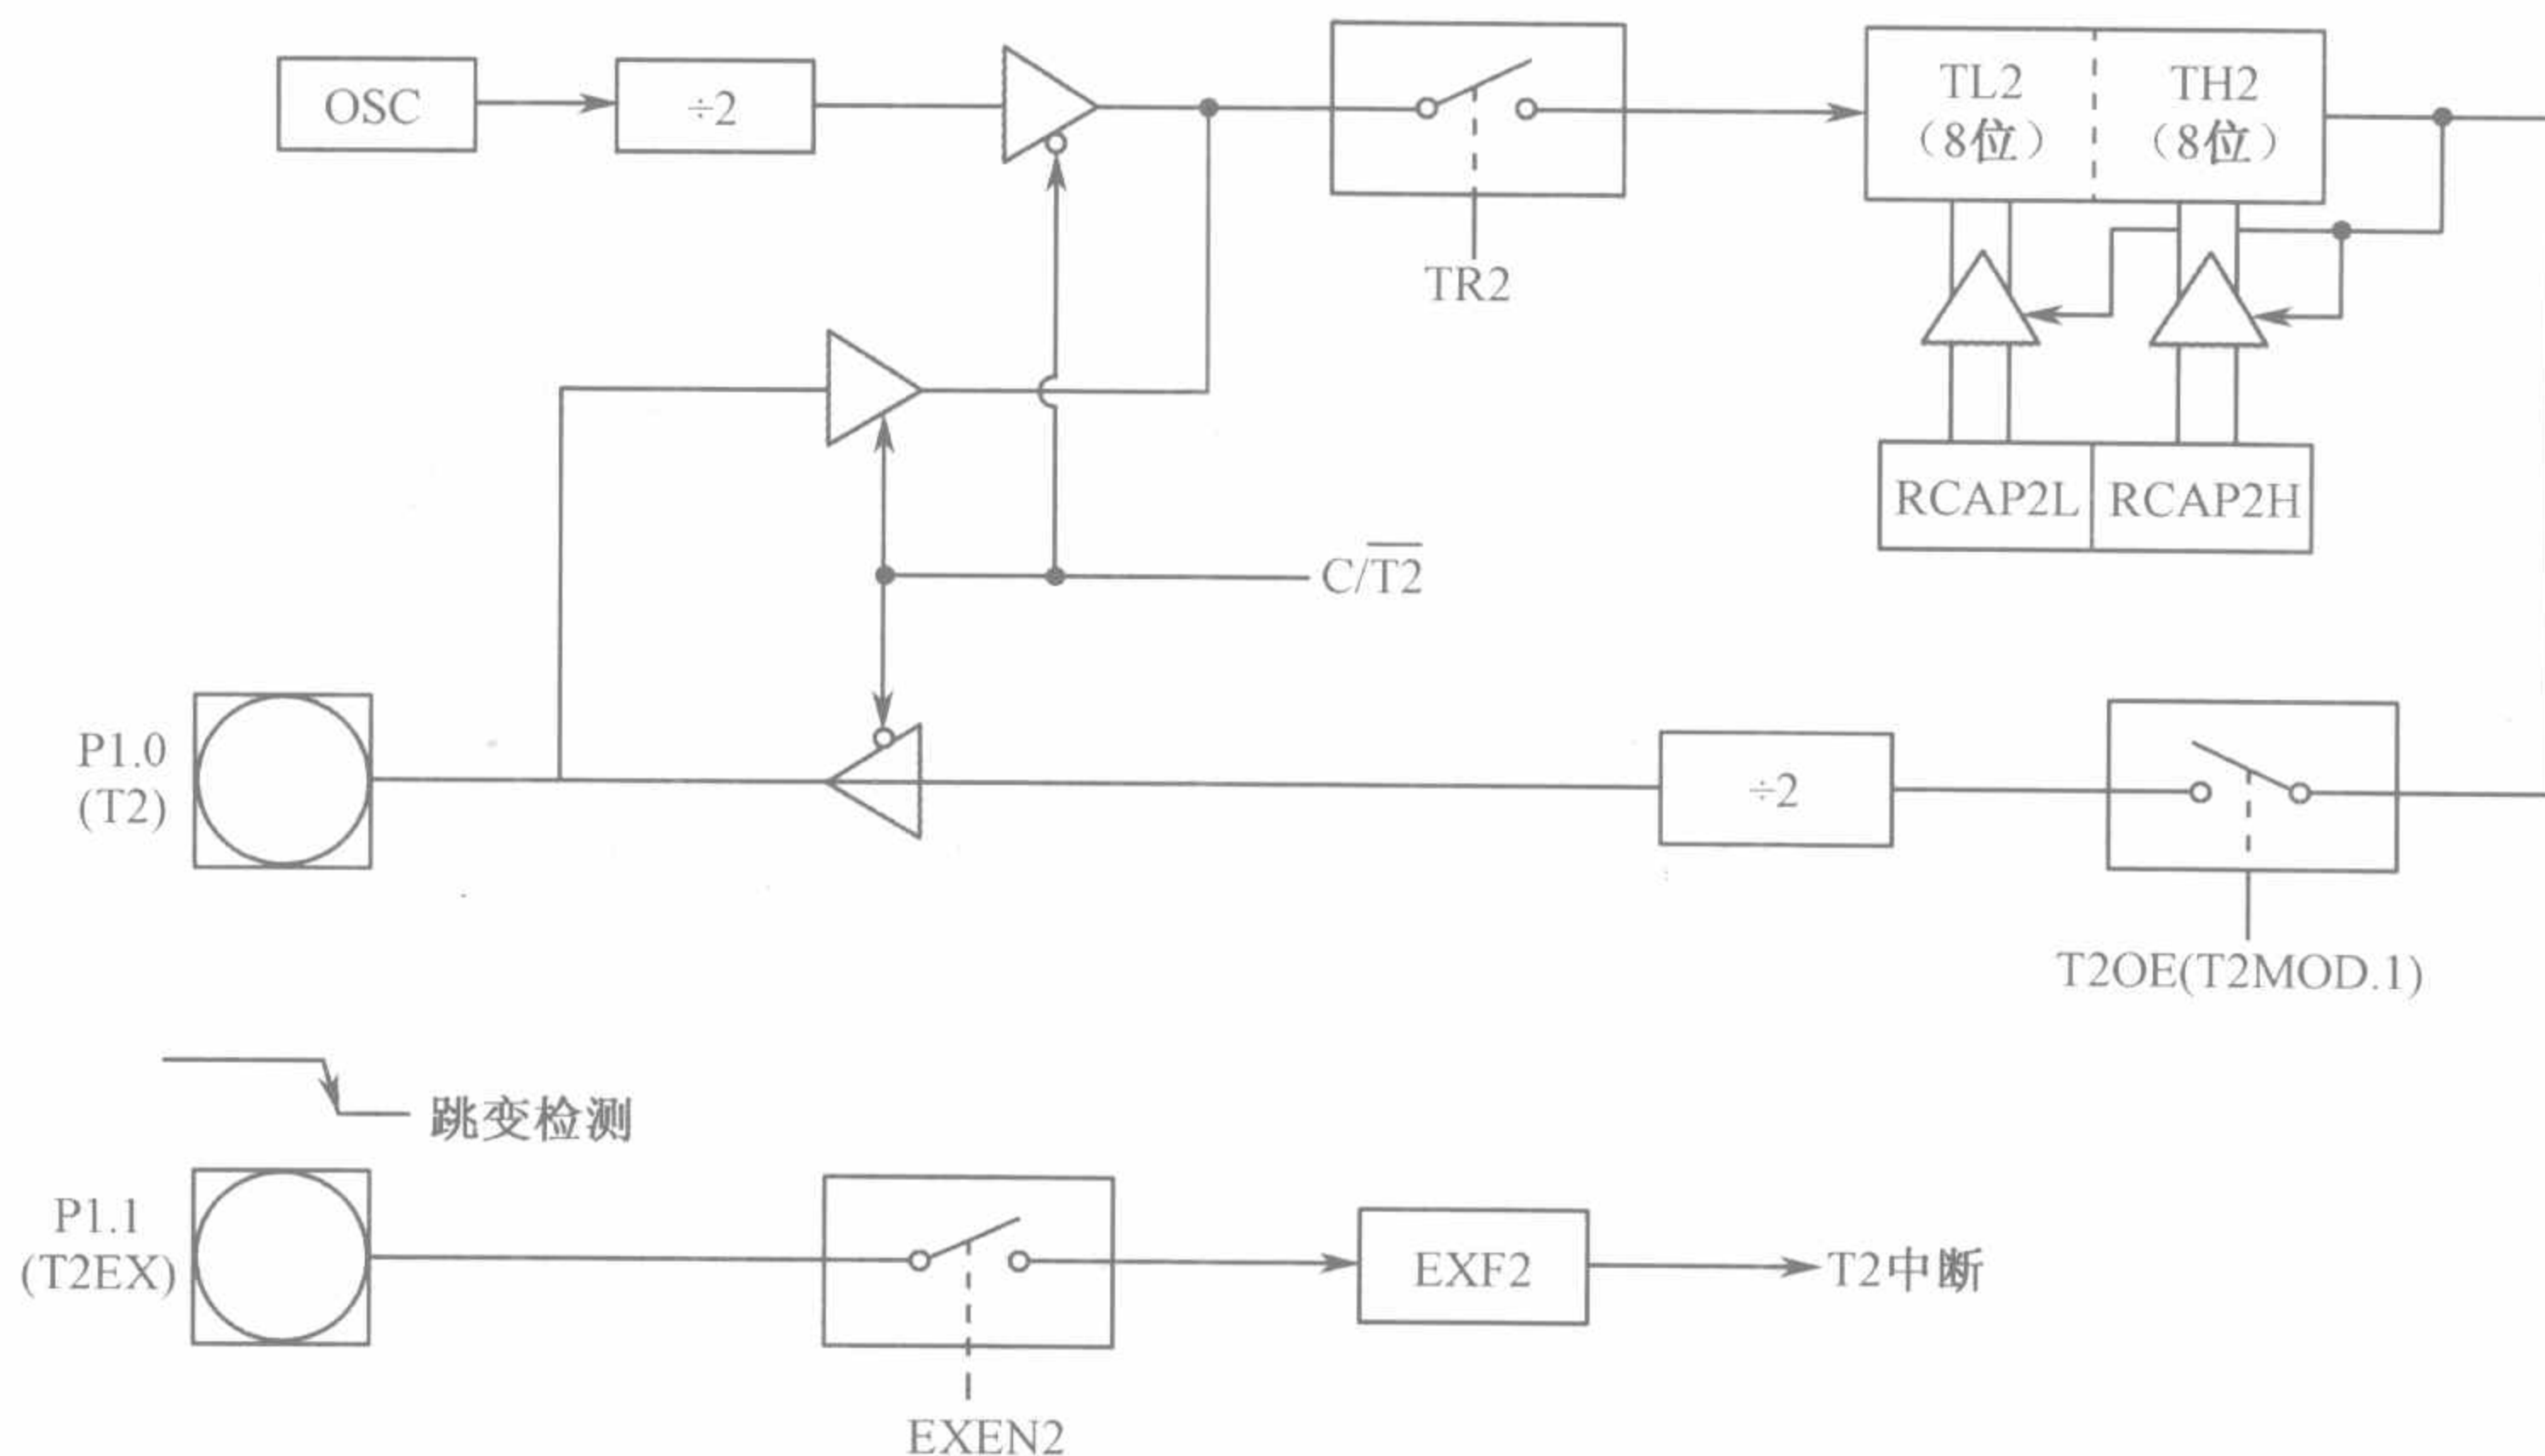 OSC
÷2
TL2
(8位)
TH2
(8位)
TR2
RCAP2L
RCAP2H
C/T2̅
P1.0
(T2)
÷2
T2OE(T2MOD.1)
跳变检测
P1.1
(T2EX)
EXF2
T2中断
EXEN2